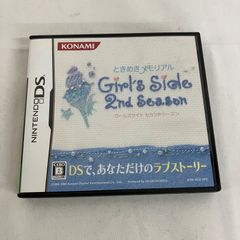 KONAMI
NINTENDO DS
ときめきメモリアル
Girl's Side
2nd Season
ガールズサイド セカンドシーズン
B
DSで、あなただけのラブストーリー